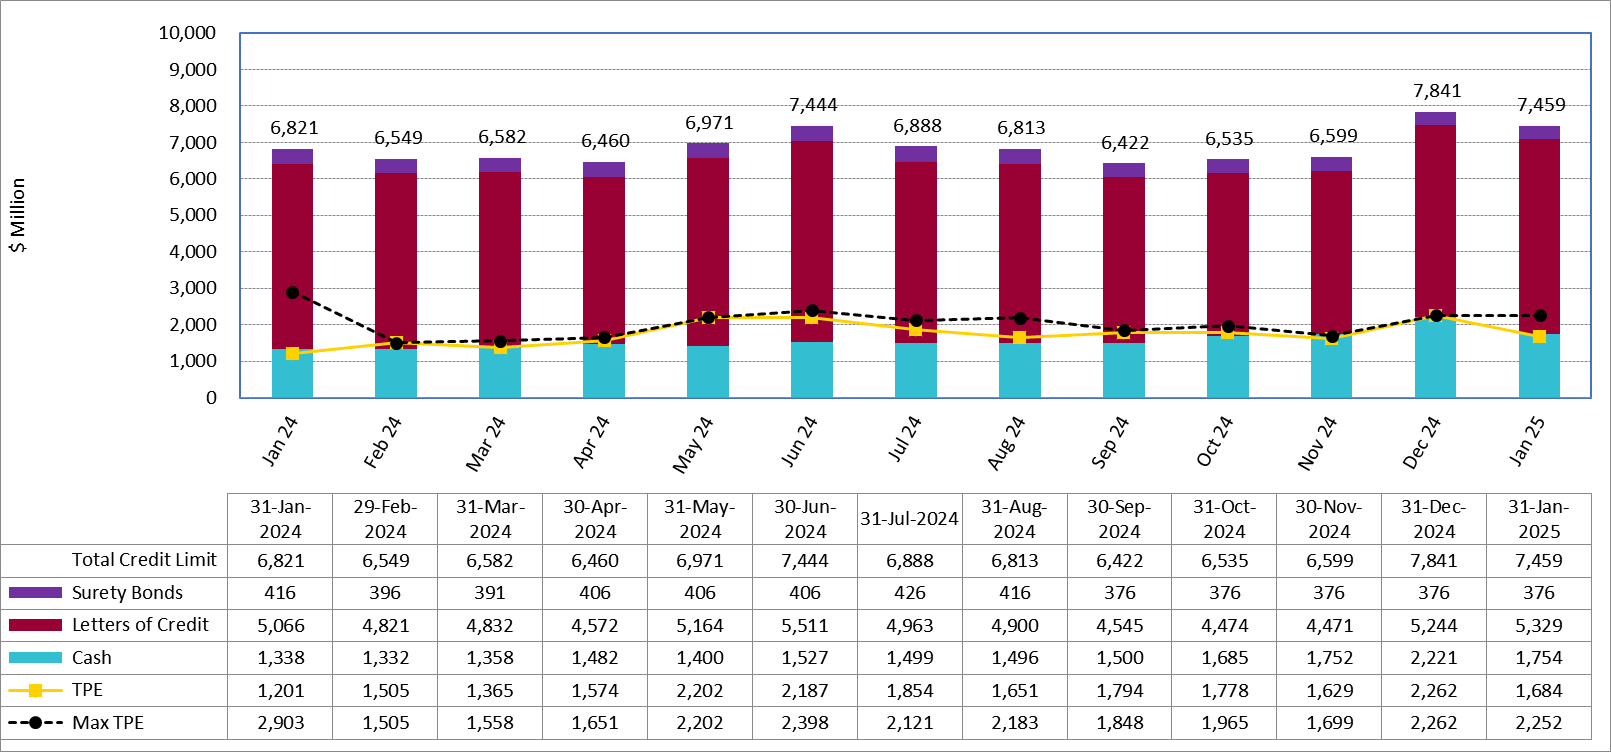 $ Million
10,000
9,000
8,000
7,000
6,000
5,000
4,000
3,000
2,000
1,000
0
6,821 6,549 6,582 6,460 6,971 7,444 6,888 6,813 6,422 6,535 6,599 7,841 7,459
Jan 24 Feb 24 Mar 24 Apr 24 May 24 Jun 24 Jul 24 Aug 24 Sep 24 Oct 24 Nov 24 Dec 24 Jan 25
31-Jan-2024 29-Feb-2024 31-Mar-2024 30-Apr-2024 31-May-2024 30-Jun-2024 31-Jul-2024 31-Aug-2024 30-Sep-2024 31-Oct-2024 30-Nov-2024 31-Dec-2024 31-Jan-2025
Total Credit Limit 6,821 6,549 6,582 6,460 6,971 7,444 6,888 6,813 6,422 6,535 6,599 7,841 7,459
Surety Bonds 416 396 391 406 406 406 426 416 376 376 376 376 376
Letters of Credit 5,066 4,821 4,832 4,572 5,164 5,511 4,963 4,900 4,545 4,474 4,471 5,244 5,329
Cash 1,338 1,332 1,358 1,482 1,400 1,527 1,499 1,496 1,500 1,685 1,752 2,221 1,754
TPE 1,201 1,505 1,365 1,574 2,202 2,187 1,854 1,651 1,794 1,778 1,629 2,262 1,684
Max TPE 2,903 1,505 1,558 1,651 2,202 2,398 2,121 2,183 1,848 1,965 1,699 2,262 2,252